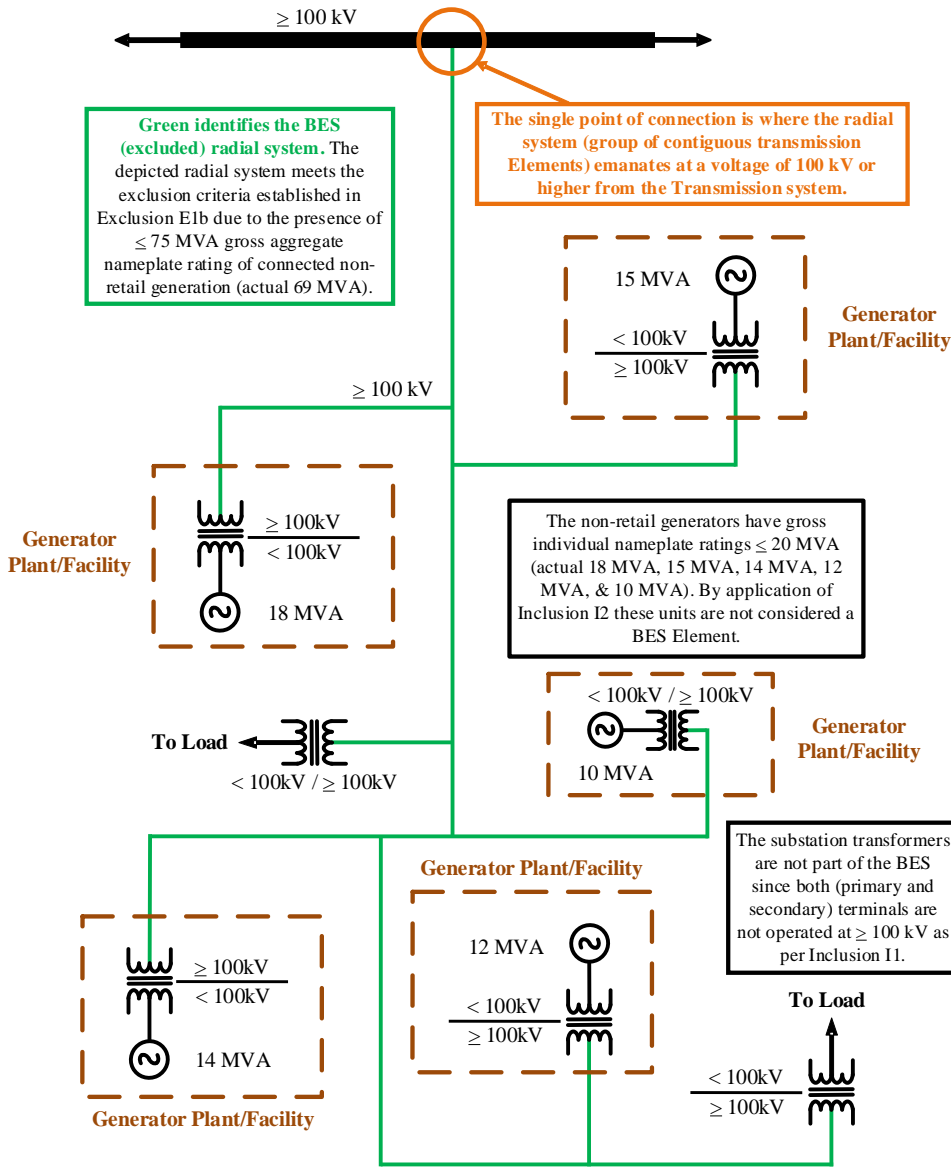 ≥ 100 kV
Green identifies the BES
(excluded) radial system. The
depicted radial system meets the
exclusion criteria established in
Exclusion E1b due to the presence of
≤ 75 MVA gross aggregate
nameplate rating of connected non-
retail generation (actual 69 MVA).
The single point of connection is where the radial
system (group of contiguous transmission
Elements) emanates at a voltage of 100 kV or
higher from the Transmission system.
15 MVA
< 100kV
≥ 100kV
Generator
Plant/Facility
≥ 100 kV
Generator
Plant/Facility
≥ 100kV
< 100kV
18 MVA
The non-retail generators have gross
individual nameplate ratings ≤ 20 MVA
(actual 18 MVA, 15 MVA, 14 MVA, 12
MVA, & 10 MVA). By application of
Inclusion I2 these units are not considered a
BES Element.
To Load
< 100kV / ≥ 100kV
< 100kV / ≥ 100kV
10 MVA
Generator
Plant/Facility
≥ 100kV
< 100kV
14 MVA
Generator Plant/Facility
Generator Plant/Facility
12 MVA
< 100kV
≥ 100kV
The substation transformers
are not part of the BES
since both (primary and
secondary) terminals are
not operated at ≥ 100 kV as
per Inclusion I1.
To Load
< 100kV
≥ 100kV